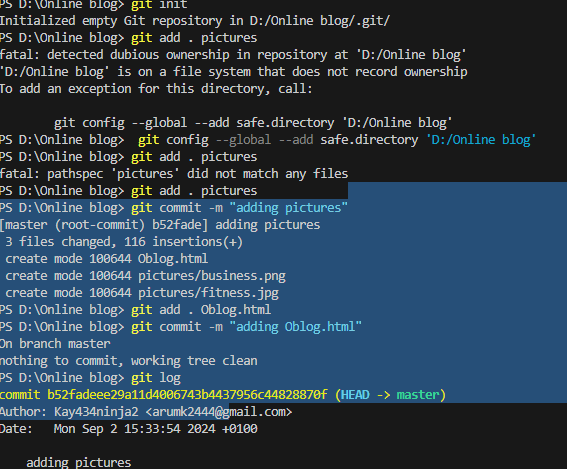 PS D:\Online blog> git init
Initialized empty Git repository in D:/Online blog/.git/
PS D:\Online blog> git add . pictures
fatal: detected dubious ownership in repository at 'D:/Online blog'
'D:/Online blog' is on a file system that does not record ownership
To add an exception for this directory, call:
git config --global --add safe.directory 'D:/Online blog'
PS D:\Online blog>  git config --global --add safe.directory 'D:/Online blog'
PS D:\Online blog> git add . pictures
fatal: pathspec 'pictures' did not match any files
PS D:\Online blog> git add . pictures
PS D:\Online blog> git commit -m "adding pictures"
[master (root-commit) b52fade] adding pictures
3 files changed, 116 insertions(+)
create mode 100644 Oblog.html
create mode 100644 pictures/business.png
create mode 100644 pictures/fitness.jpg
PS D:\Online blog> git add . Oblog.html
PS D:\Online blog> git commit -m "adding Oblog.html"
On branch master
nothing to commit, working tree clean
PS D:\Online blog> git log
commit b52fadeee29a11d4006743b4437956c44828870f (HEAD -> master)
Author: Kay434ninja2 <arumk2444@gmail.com>
Date:   Mon Sep 2 15:33:54 2024 +0100
adding pictures